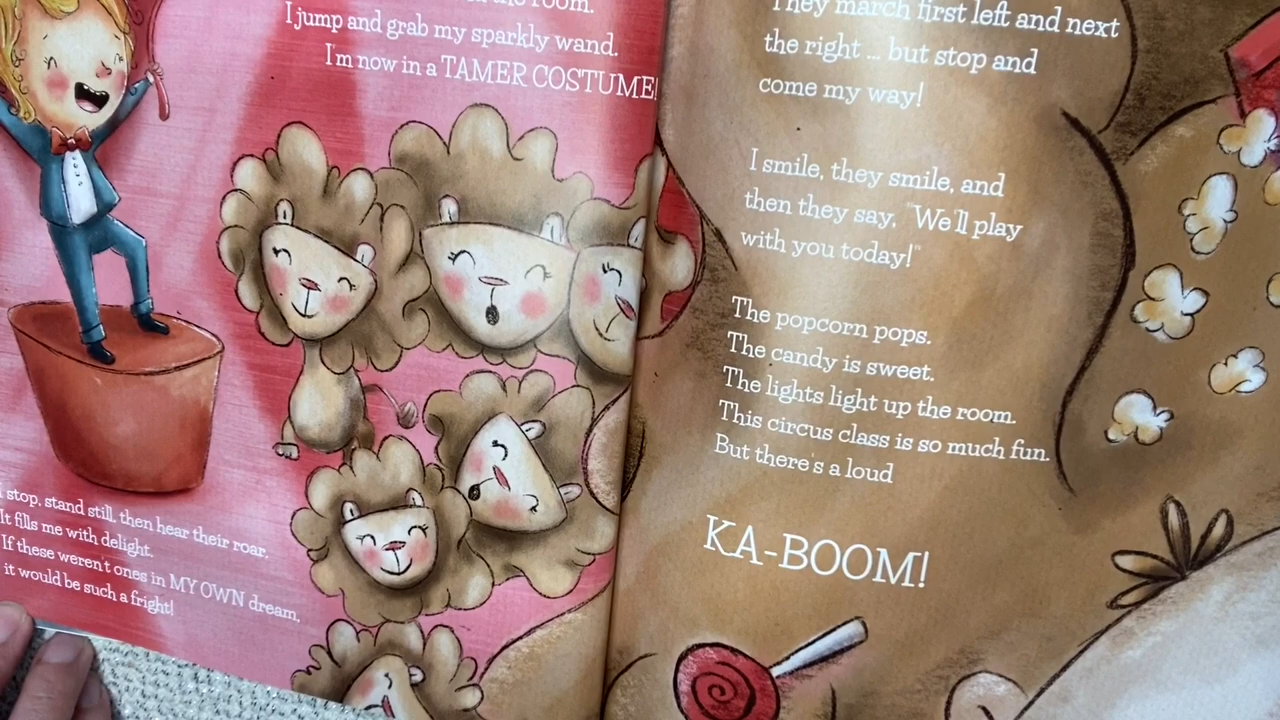 the room.
I jump and grab my sparkly wand.
I'm now in a TAMER COSTUME!
stop, stand still, then hear their roar,
It fills me with delight.
If these weren't ones in MY OWN dream,
it would be such a fright!
They march first left and next
the right ... but stop and
come my way!
I smile, they smile, and
then they say, "We'll play
with you today!"
The popcorn pops.
The candy is sweet.
The lights light up the room.
This circus class is so much fun.
But there's a loud
KA-BOOM!